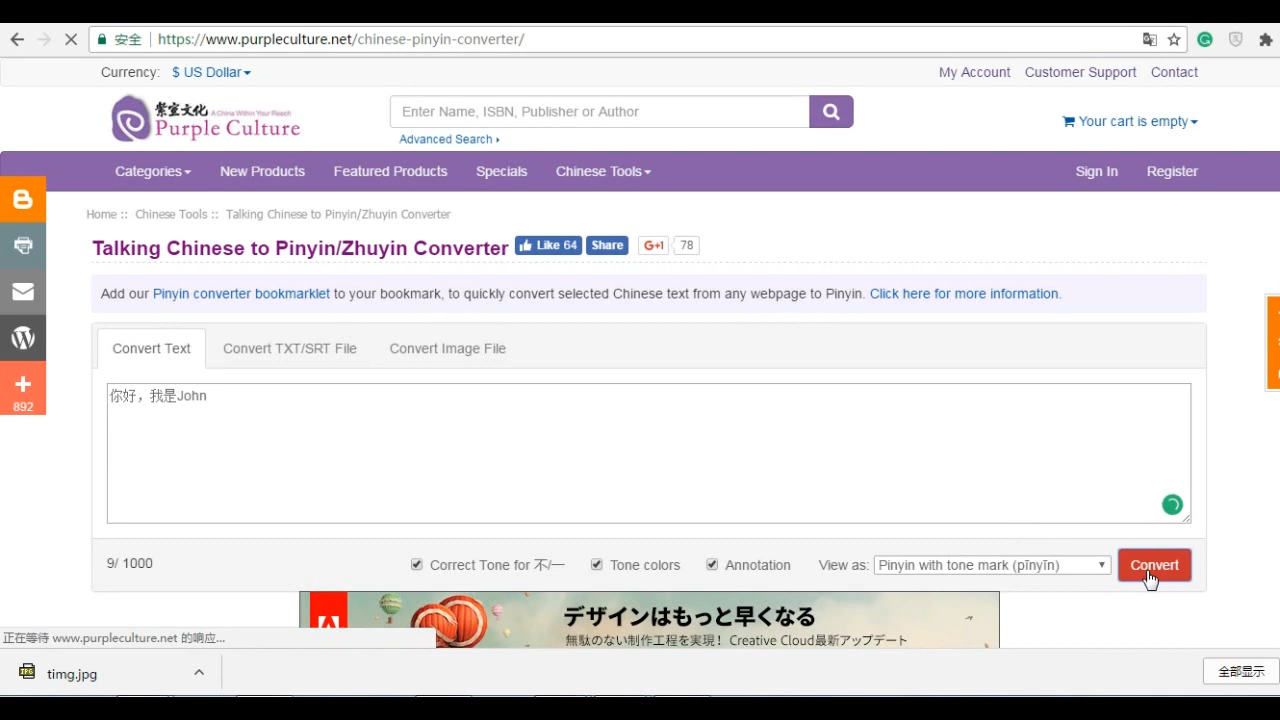 安全 https://www.purpleculture.net/chinese-pinyin-converter/
Currency: $ US Dollar
My Account Customer Support Contact
紫室文化 A China Within Your Reach
Purple Culture
Enter Name, ISBN, Publisher or Author
Advanced Search
Your cart is empty
Categories New Products Featured Products Specials Chinese Tools Sign In Register
Home :: Chinese Tools :: Talking Chinese to Pinyin/Zhuyin Converter
Talking Chinese to Pinyin/Zhuyin Converter Like 64 Share G+1 78
Add our Pinyin converter bookmarklet to your bookmark, to quickly convert selected Chinese text from any webpage to Pinyin. Click here for more information.
Convert Text Convert TXT/SRT File Convert Image File
你好，我是John
892
9/ 1000 Correct Tone for 不/一 Tone colors Annotation View as: Pinyin with tone mark (pīnyīn) Convert
デザインはもっと早くなる
無駄のない制作工程を実現！ Creative Cloud最新アップデート
正在等待 www.purpleculture.net 的响应...
timg.jpg
全部显示